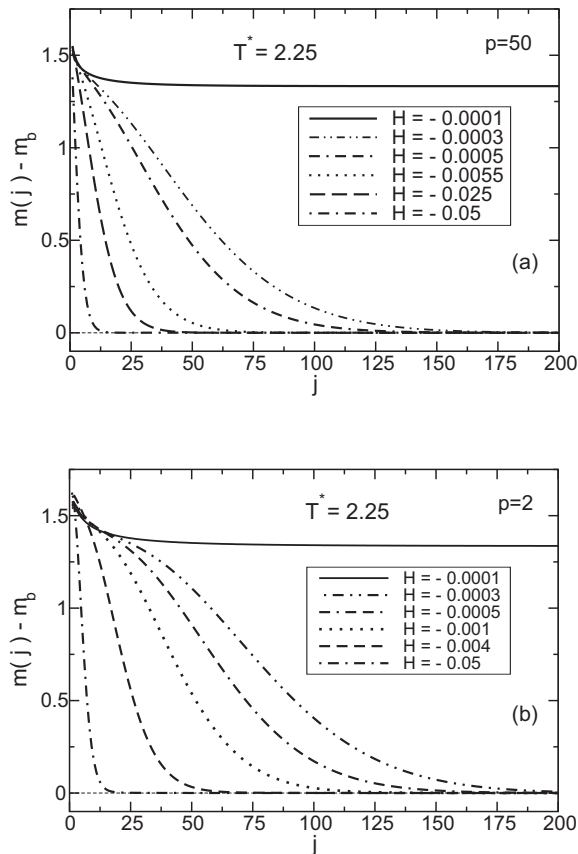 T* = 2.25
p=50
1.5
1
0.5
0
m( j ) - m_b
H = - 0.0001
H = - 0.0003
H = - 0.0005
H = - 0.0055
H = - 0.025
H = - 0.05
(a)
0 25 50 75 100 125 150 175 200
j
T* = 2.25
p=2
1.5
1
0.5
0
m( j ) - m_b
H = - 0.0001
H = - 0.0003
H = - 0.0005
H = - 0.001
H = - 0.004
H = - 0.05
(b)
0 25 50 75 100 125 150 175 200
j